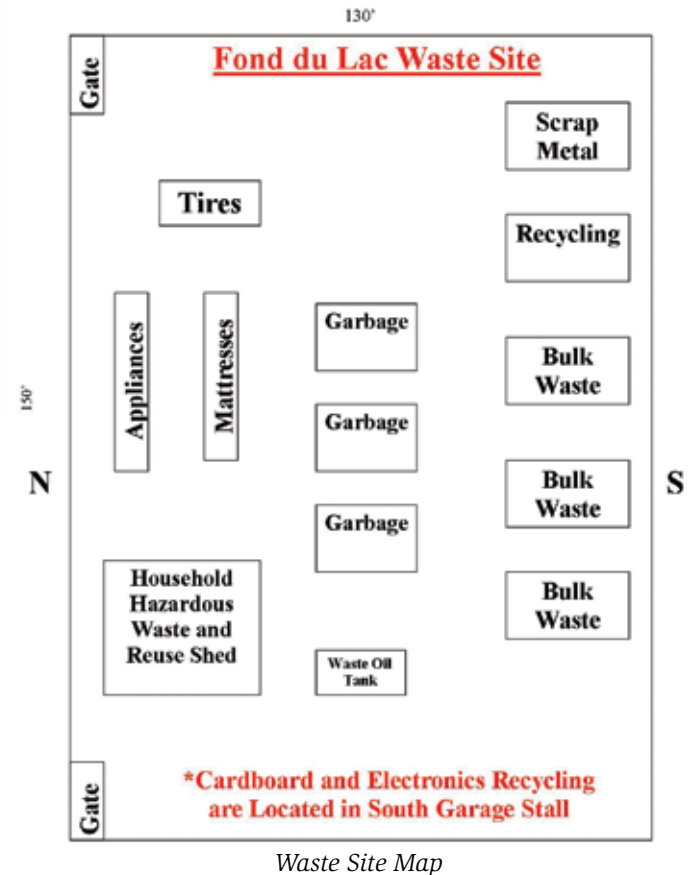 130'
Fond du Lac Waste Site
Gate
Scrap
Metal
Tires
Recycling
Appliances
Mattresses
Garbage
Bulk
Waste
150'
Garbage
N
S
Bulk
Waste
Garbage
Household
Hazardous
Waste and
Reuse Shed
Bulk
Waste
Waste Oil
Tank
Gate
*Cardboard and Electronics Recycling
are Located in South Garage Stall
Waste Site Map